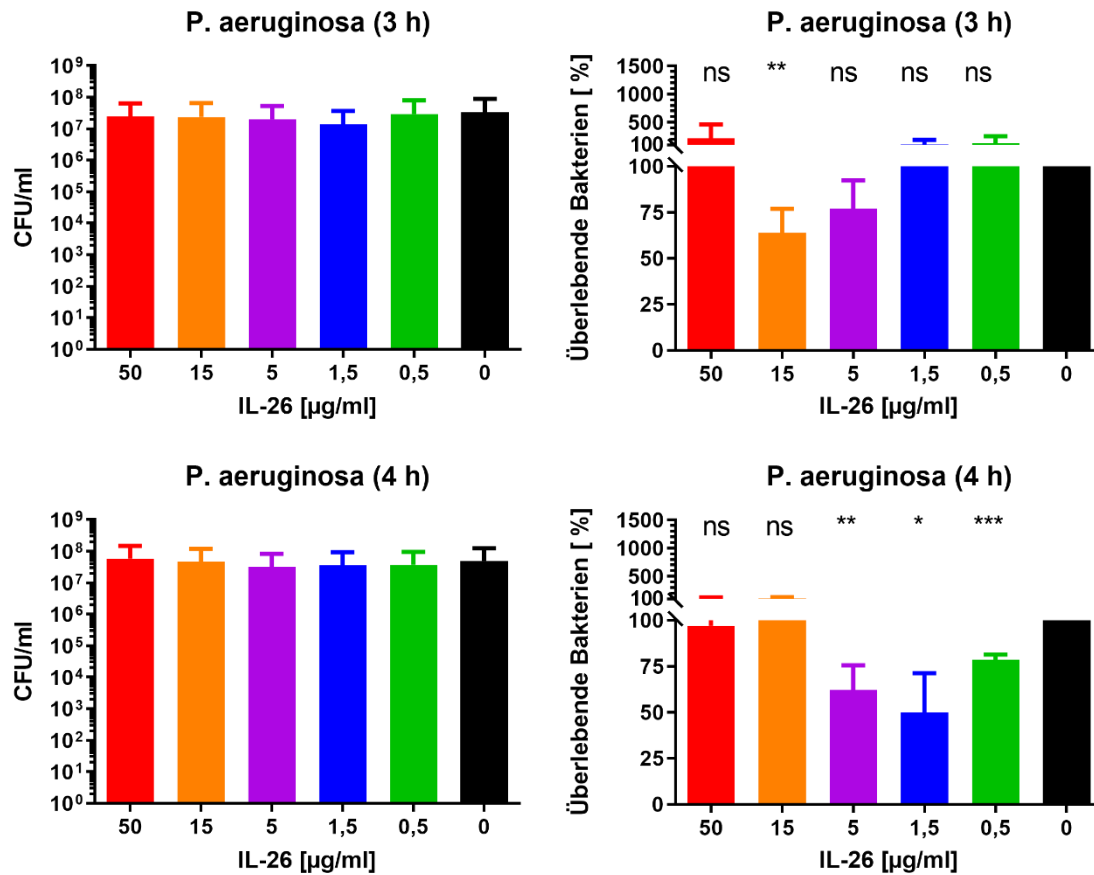 P. aeruginosa (3 h)
CFU/ml
10⁹
10⁸
10⁷
10⁶
10⁵
10⁴
10³
10²
10¹
10⁰
50 15 5 1,5 0,5 0
IL-26 [µg/ml]
P. aeruginosa (3 h)
Überlebende Bakterien [ %]
1500
1000
500
100
100
75
50
25
0
ns ** ns ns ns
50 15 5 1,5 0,5 0
IL-26 [µg/ml]
P. aeruginosa (4 h)
CFU/ml
10⁹
10⁸
10⁷
10⁶
10⁵
10⁴
10³
10²
10¹
10⁰
50 15 5 1,5 0,5 0
IL-26 [µg/ml]
P. aeruginosa (4 h)
Überlebende Bakterien [ %]
1500
1000
500
100
100
75
50
25
0
ns ns ** * ***
50 15 5 1,5 0,5 0
IL-26 [µg/ml]